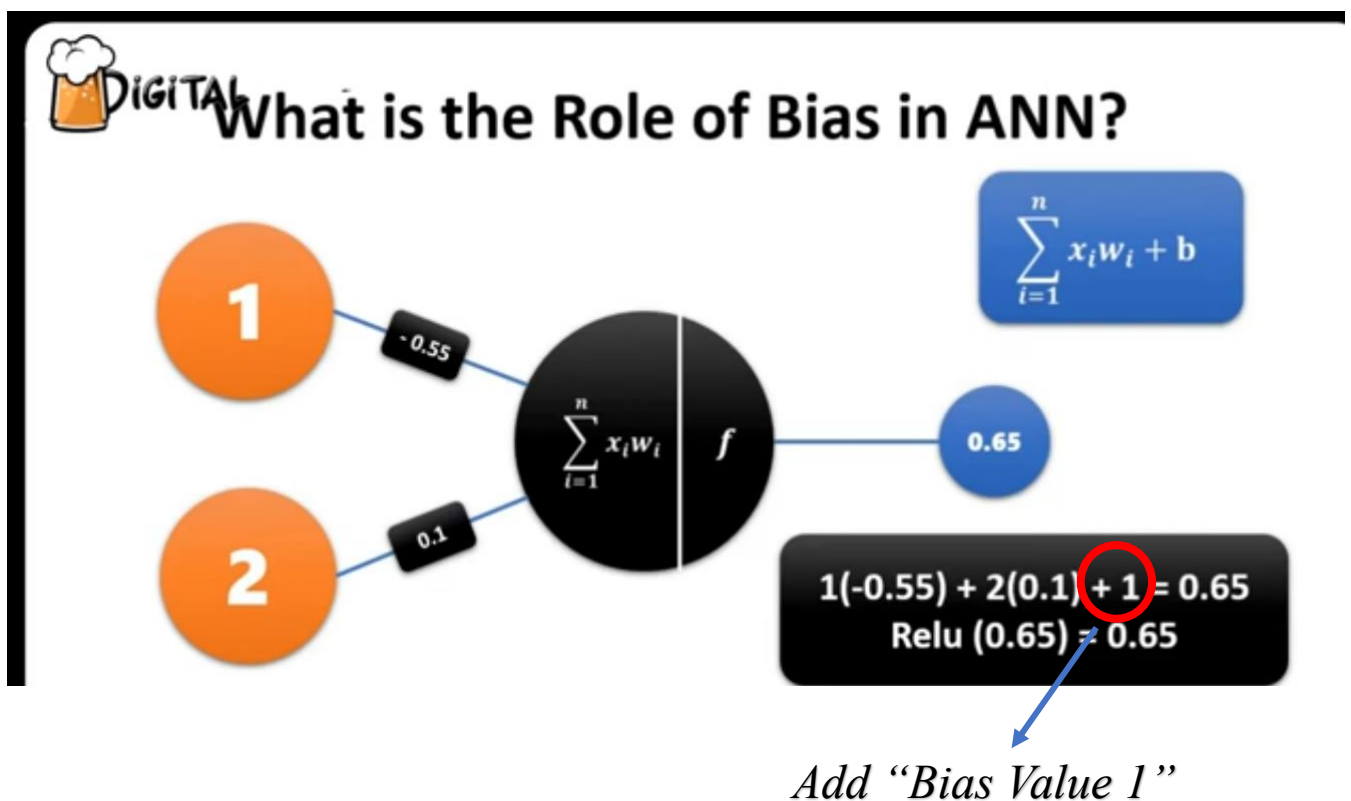 DiGiTAL
What is the Role of Bias in ANN?
n
∑ xᵢwᵢ + b
i=1
1
- 0.55
n
∑ xᵢwᵢ
i=1
f
0.65
2
0.1
1(-0.55) + 2(0.1) + 1 = 0.65
Relu (0.65) = 0.65
Add “Bias Value 1”